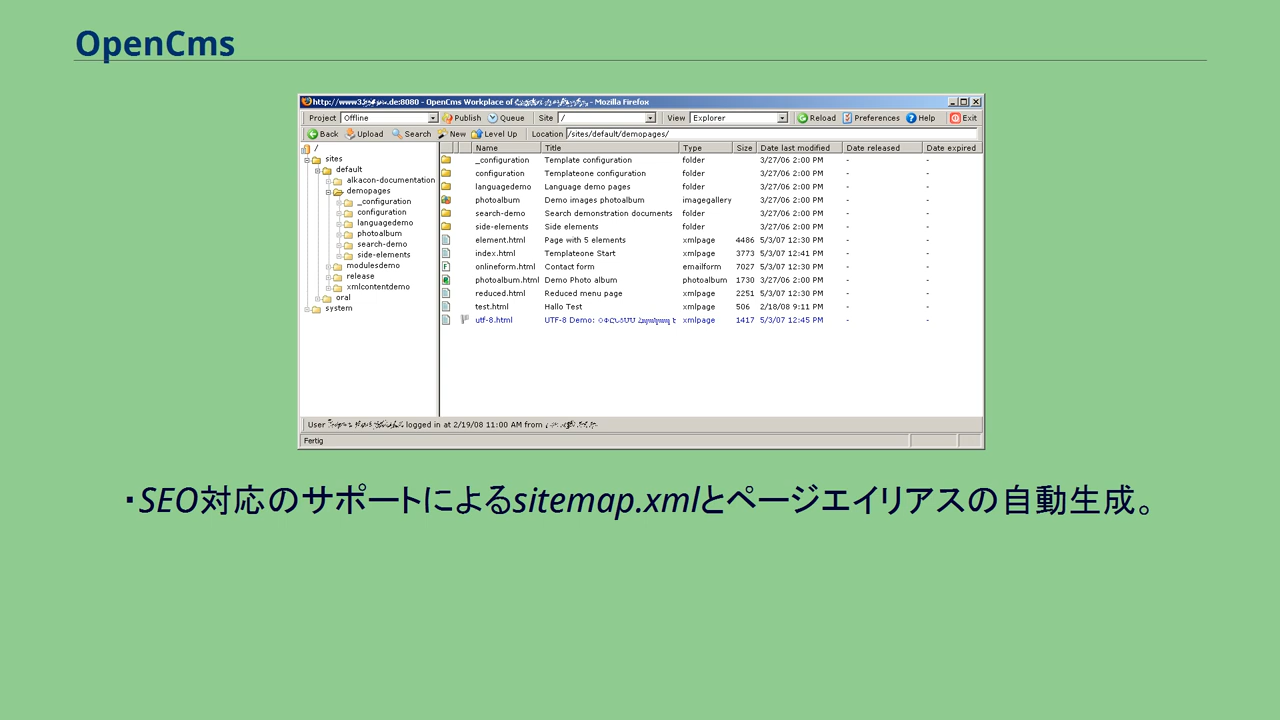 OpenCms
http://www3 .de:8080 - OpenCms Workplace of - Mozilla Firefox
Project Offline Publish Queue Site / View Explorer Reload Preferences Help Exit
Back Upload Search New Level Up Location /sites/default/demopages/
/
sites
default
alkacon-documentation
demopages
_configuration
configuration
languagedemo
photoalbum
search-demo
side-elements
modulesdemo
release
xmlcontentdemo
oral
system
Name Title Type Size Date last modified Date released Date expired
_configuration Template configuration folder 3/27/06 2:00 PM - -
configuration Templateone configuration folder 3/27/06 2:00 PM - -
languagedemo Language demo pages folder 3/27/06 2:00 PM - -
photoalbum Demo images photoalbum imagegallery 3/27/06 2:00 PM - -
search-demo Search demonstration documents folder 3/27/06 2:00 PM - -
side-elements Side elements folder 3/27/06 2:00 PM - -
element.html Page with 5 elements xmlpage 4486 5/3/07 12:30 PM - -
index.html Templateone Start xmlpage 3773 5/3/07 12:41 PM - -
onlineform.html Contact form emailform 7027 5/3/07 12:30 PM - -
photoalbum.html Demo Photo album photoalbum 1730 3/27/06 2:00 PM - -
reduced.html Reduced menu page xmlpage 2251 5/3/07 12:30 PM - -
test.html Hallo Test xmlpage 506 2/18/08 9:11 PM - -
utf-8.html UTF-8 Demo: xmlpage 1417 5/3/07 12:45 PM - -
User logged in at 2/19/08 11:00 AM from
Fertig
・SEO対応のサポートによるsitemap.xmlとページエイリアスの自動生成。